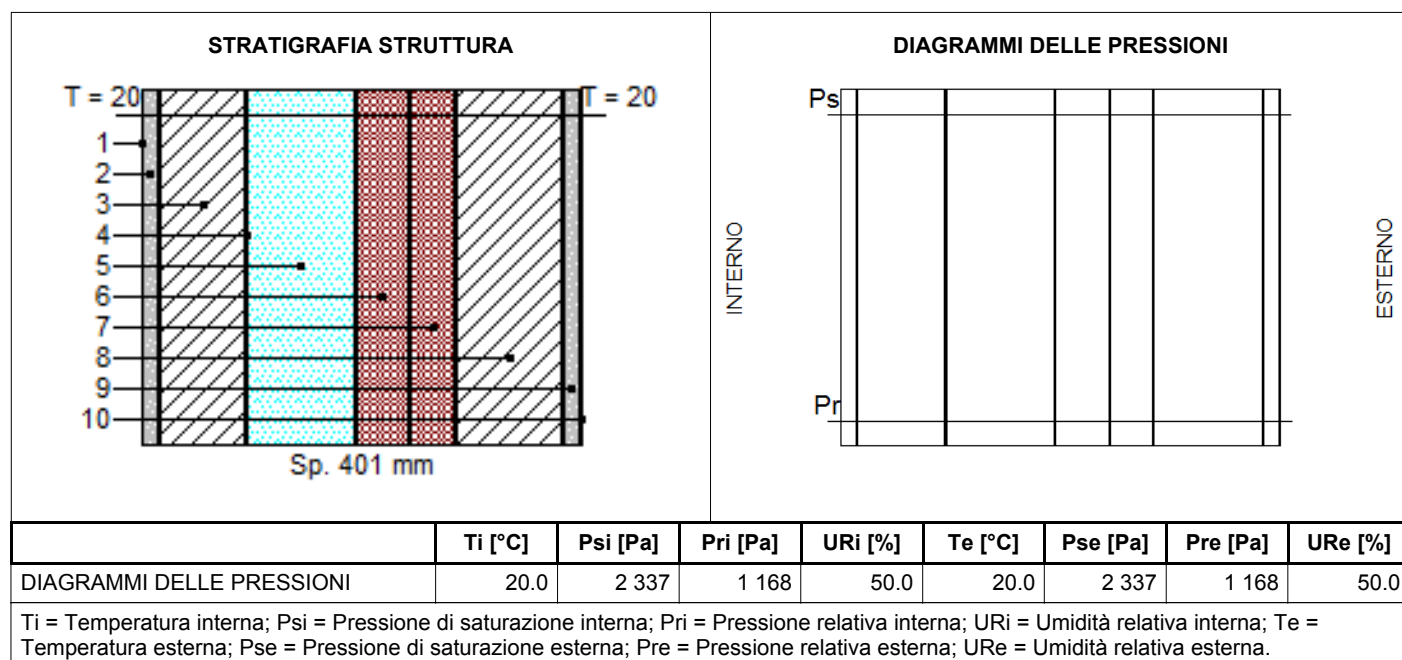 STRATIGRAFIA STRUTTURA
T = 20
T = 20
1
2
3
4
5
6
7
8
9
10
Sp. 401 mm
DIAGRAMMI DELLE PRESSIONI
Ps
Pr
INTERNO
ESTERNO
Ti [°C] Psi [Pa] Pri [Pa] URi [%] Te [°C] Pse [Pa] Pre [Pa] URe [%]
DIAGRAMMI DELLE PRESSIONI 20.0 2 337 1 168 50.0 20.0 2 337 1 168 50.0
Ti = Temperatura interna; Psi = Pressione di saturazione interna; Pri = Pressione relativa interna; URi = Umidità relativa interna; Te =
Temperatura esterna; Pse = Pressione di saturazione esterna; Pre = Pressione relativa esterna; URe = Umidità relativa esterna.